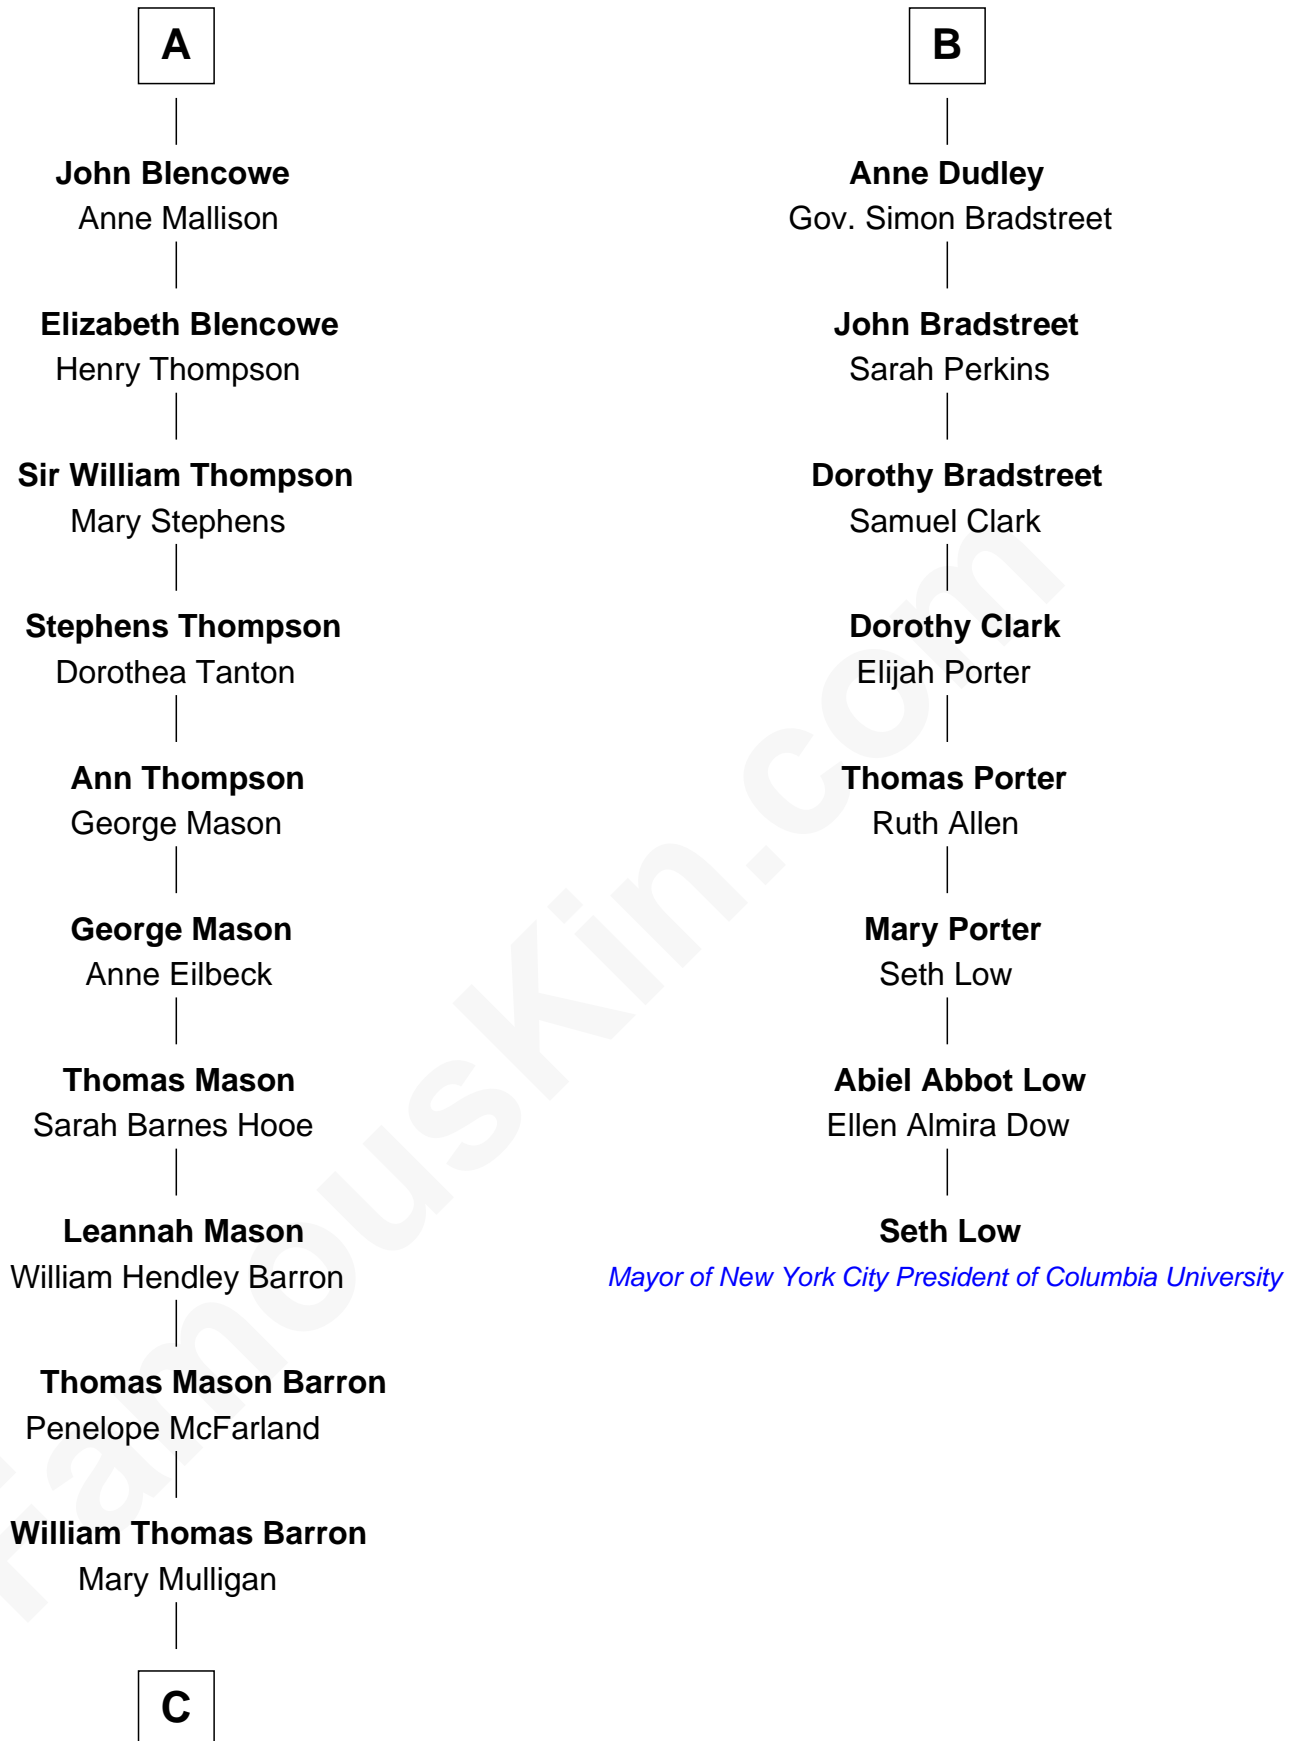 A
John Blencowe
Anne Mallison
Elizabeth Blencowe
Henry Thompson
Sir William Thompson
Mary Stephens
Stephens Thompson
Dorothea Tanton
Ann Thompson
George Mason
George Mason
Anne Eilbeck
Thomas Mason
Sarah Barnes Hooe
Leannah Mason
William Hendley Barron
Thomas Mason Barron
Penelope McFarland
William Thomas Barron
Mary Mulligan
C
B
Anne Dudley
Gov. Simon Bradstreet
John Bradstreet
Sarah Perkins
Dorothy Bradstreet
Samuel Clark
Dorothy Clark
Elijah Porter
Thomas Porter
Ruth Allen
Mary Porter
Seth Low
Abiel Abbot Low
Ellen Almira Dow
Seth Low
Mayor of New York City President of Columbia University
FamousKin.com